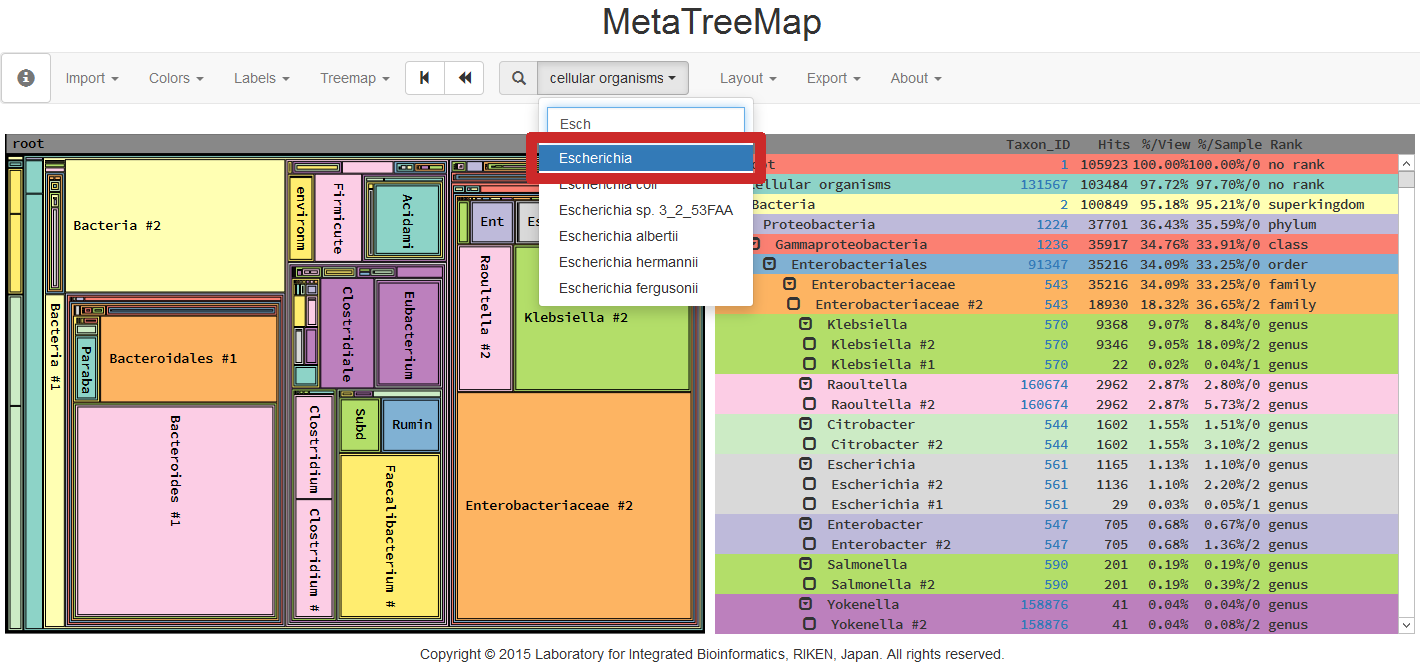 MetaTreeMap
Import Colors Labels Treemap cellular organisms Layout Export About
Esch
Escherichia
Escherichia coli
Escherichia sp. 3_2_53FAA
Escherichia albertii
Escherichia hermannii
Escherichia fergusonii
root
Bacteria #2
Bacteria #1
Bacteroidales #1
Paraba
Bacteroides #1
environm
Firmicute
Acidami
Clostridiale
Eubacterium
Clostridium
Clostridium #
Subd
Rumin
Faecalibacterium #
Ent
Es
Raoultella #2
Klebsiella #2
Enterobacteriaceae #2
Taxon_ID Hits %/View %/Sample Rank
ot 1 105923 100.00%100%/0 no rank
ellular organisms 131567 103484 97.72% 97.70%/0 no rank
Bacteria 2 100849 95.18% 95.21%/0 superkingdom
Proteobacteria 1224 37701 36.43% 35.59%/0 phylum
Gammaproteobacteria 1236 35917 34.76% 33.91%/0 class
Enterobacteriales 91347 35216 34.09% 33.25%/0 order
Enterobacteriaceae 543 35216 34.09% 33.25%/0 family
Enterobacteriaceae #2 543 18930 18.32% 36.65%/2 family
Klebsiella 570 9368 9.07% 8.84%/0 genus
Klebsiella #2 570 9346 9.05% 18.09%/2 genus
Klebsiella #1 570 22 0.02% 0.04%/1 genus
Raoultella 160674 2962 2.87% 2.80%/0 genus
Raoultella #2 160674 2962 2.87% 5.73%/2 genus
Citrobacter 544 1602 1.55% 1.51%/0 genus
Citrobacter #2 544 1602 1.55% 3.10%/2 genus
Escherichia 561 1165 1.13% 1.10%/0 genus
Escherichia #2 561 1136 1.10% 2.20%/2 genus
Escherichia #1 561 29 0.03% 0.05%/1 genus
Enterobacter 547 705 0.68% 0.67%/0 genus
Enterobacter #2 547 705 0.68% 1.36%/2 genus
Salmonella 590 201 0.19% 0.19%/0 genus
Salmonella #2 590 201 0.19% 0.39%/2 genus
Yokenella 158876 41 0.04% 0.04%/0 genus
Yokenella #2 158876 41 0.04% 0.08%/2 genus
Copyright © 2015 Laboratory for Integrated Bioinformatics, RIKEN, Japan. All rights reserved.